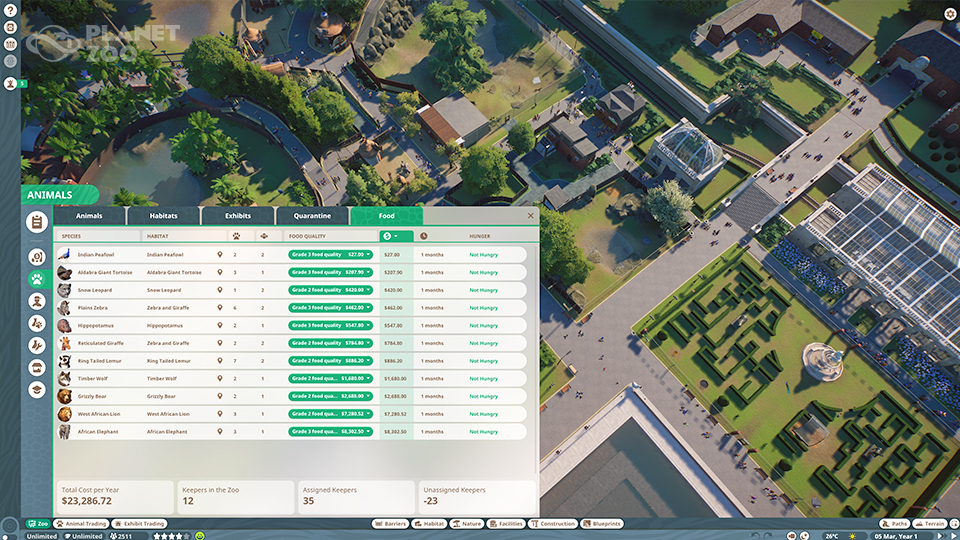 PLANET
ZOO
ANIMALS
Animals Habitats Exhibits Quarantine Food
SPECIES HABITAT FOOD QUALITY HUNGER
Indian Peafowl Indian Peafowl 2 2 Grade 3 food quality $27.00 $27.00 1 months Not Hungry
Aldabra Giant Tortoise Aldabra Giant Tortoise 3 2 Grade 3 food quality $207.90 $207.90 1 months Not Hungry
Snow Leopard Snow Leopard 1 2 Grade 2 food quality $420.00 $420.00 1 months Not Hungry
Plains Zebra Zebra and Giraffe 6 2 Grade 3 food quality $462.00 $462.00 1 months Not Hungry
Hippopotamus Hippopotamus 2 1 Grade 3 food quality $547.80 $547.80 1 months Not Hungry
Reticulated Giraffe Zebra and Giraffe 2 2 Grade 2 food quality $784.80 $784.80 1 months Not Hungry
Ring Tailed Lemur Ring Tailed Lemur 7 2 Grade 2 food quality $886.20 $886.20 1 months Not Hungry
Timber Wolf Timber Wolf 2 1 Grade 2 food qua... $1,680.00 $1,680.00 1 months Not Hungry
Grizzly Bear Grizzly Bear 2 1 Grade 2 food qua... $2,688.00 $2,688.00 1 months Not Hungry
West African Lion West African Lion 3 1 Grade 2 food qua... $7,280.52 $7,280.52 1 months Not Hungry
African Elephant African Elephant 3 1 Grade 3 food qua... $8,302.50 $8,302.50 1 months Not Hungry
Total Cost per Year Keepers in the Zoo Assigned Keepers Unassigned Keepers
$23,286.72 12 35 -23
Zoo Animal Trading Exhibit Trading Barriers Habitat Nature Facilities Construction Blueprints Paths Terrain
Unlimited Unlimited 2511 26°C 05 Mar, Year 1